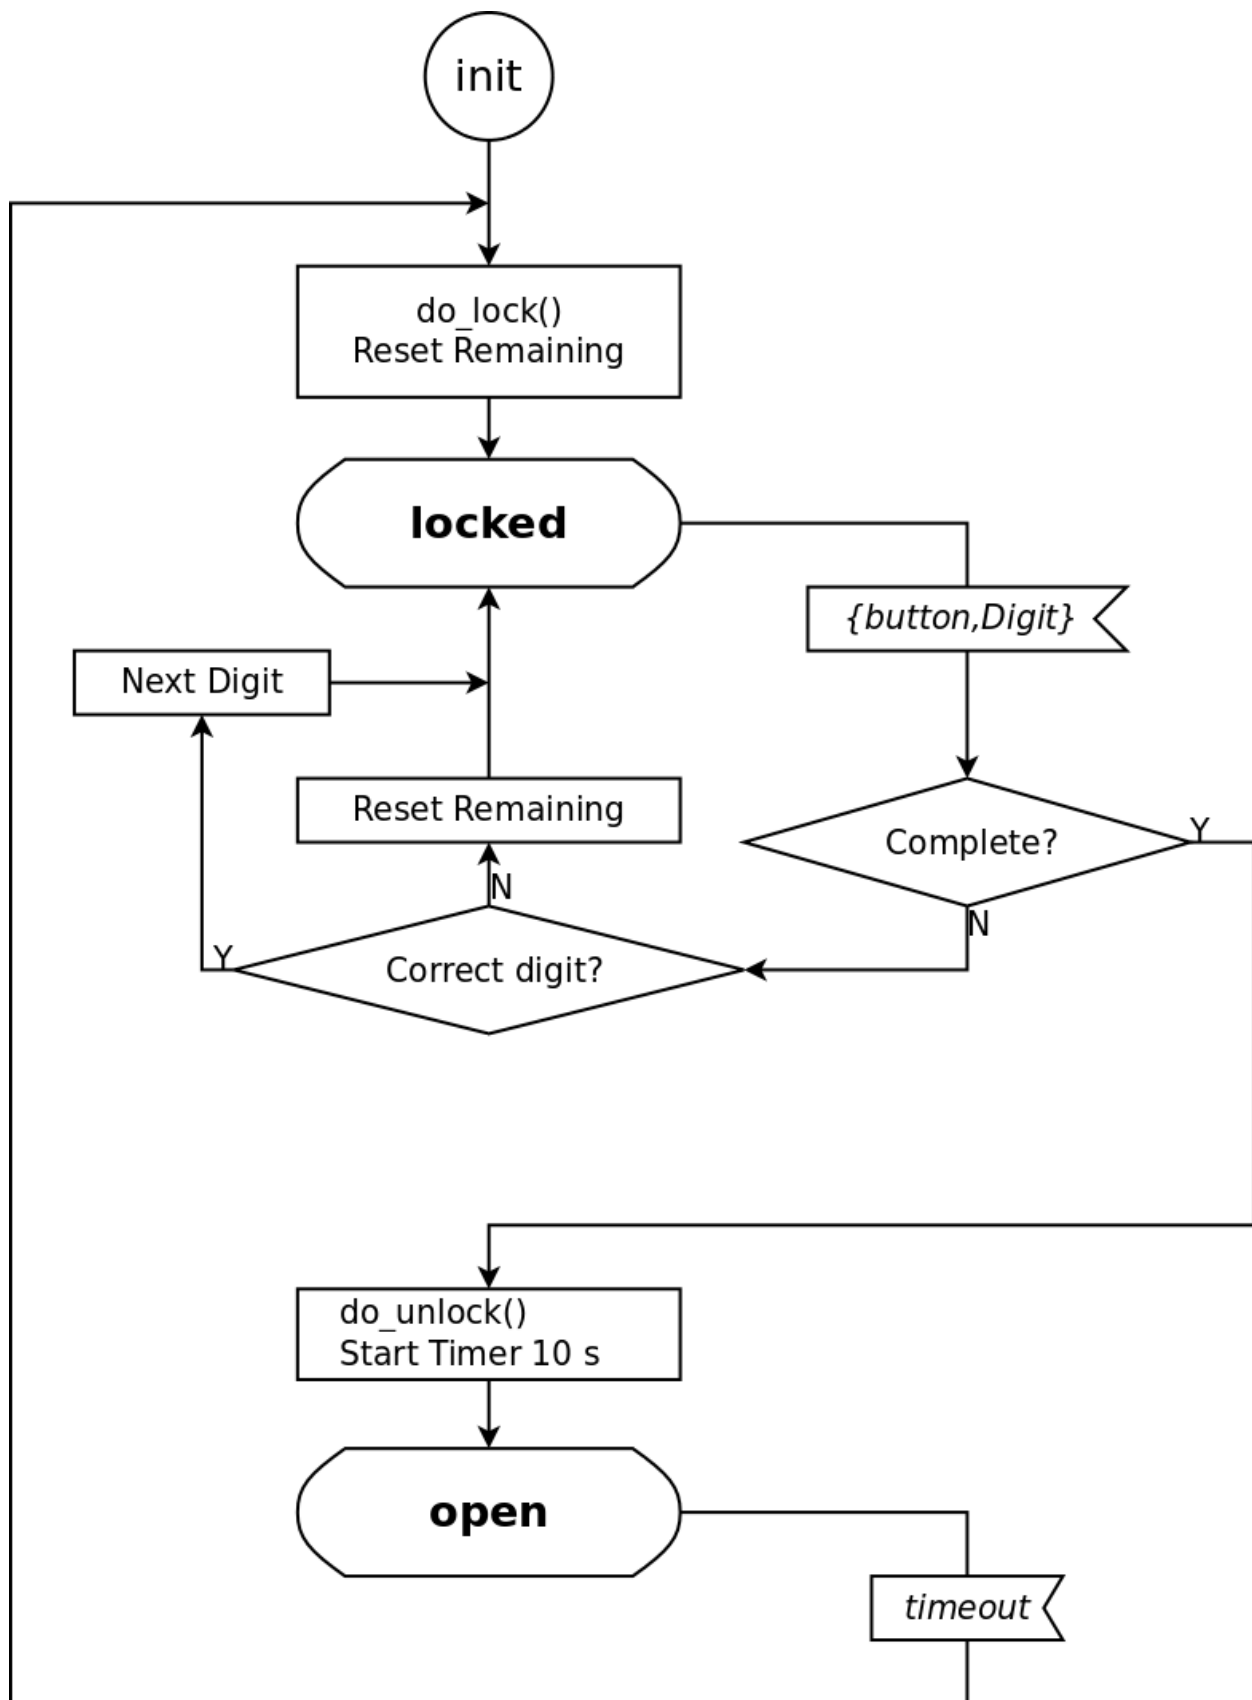 init
do_lock()
Reset Remaining
locked
{button,Digit}
Next Digit
Reset Remaining
Complete?
Y
N
N
Correct digit?
Y
do_unlock()
Start Timer 10 s
open
timeout